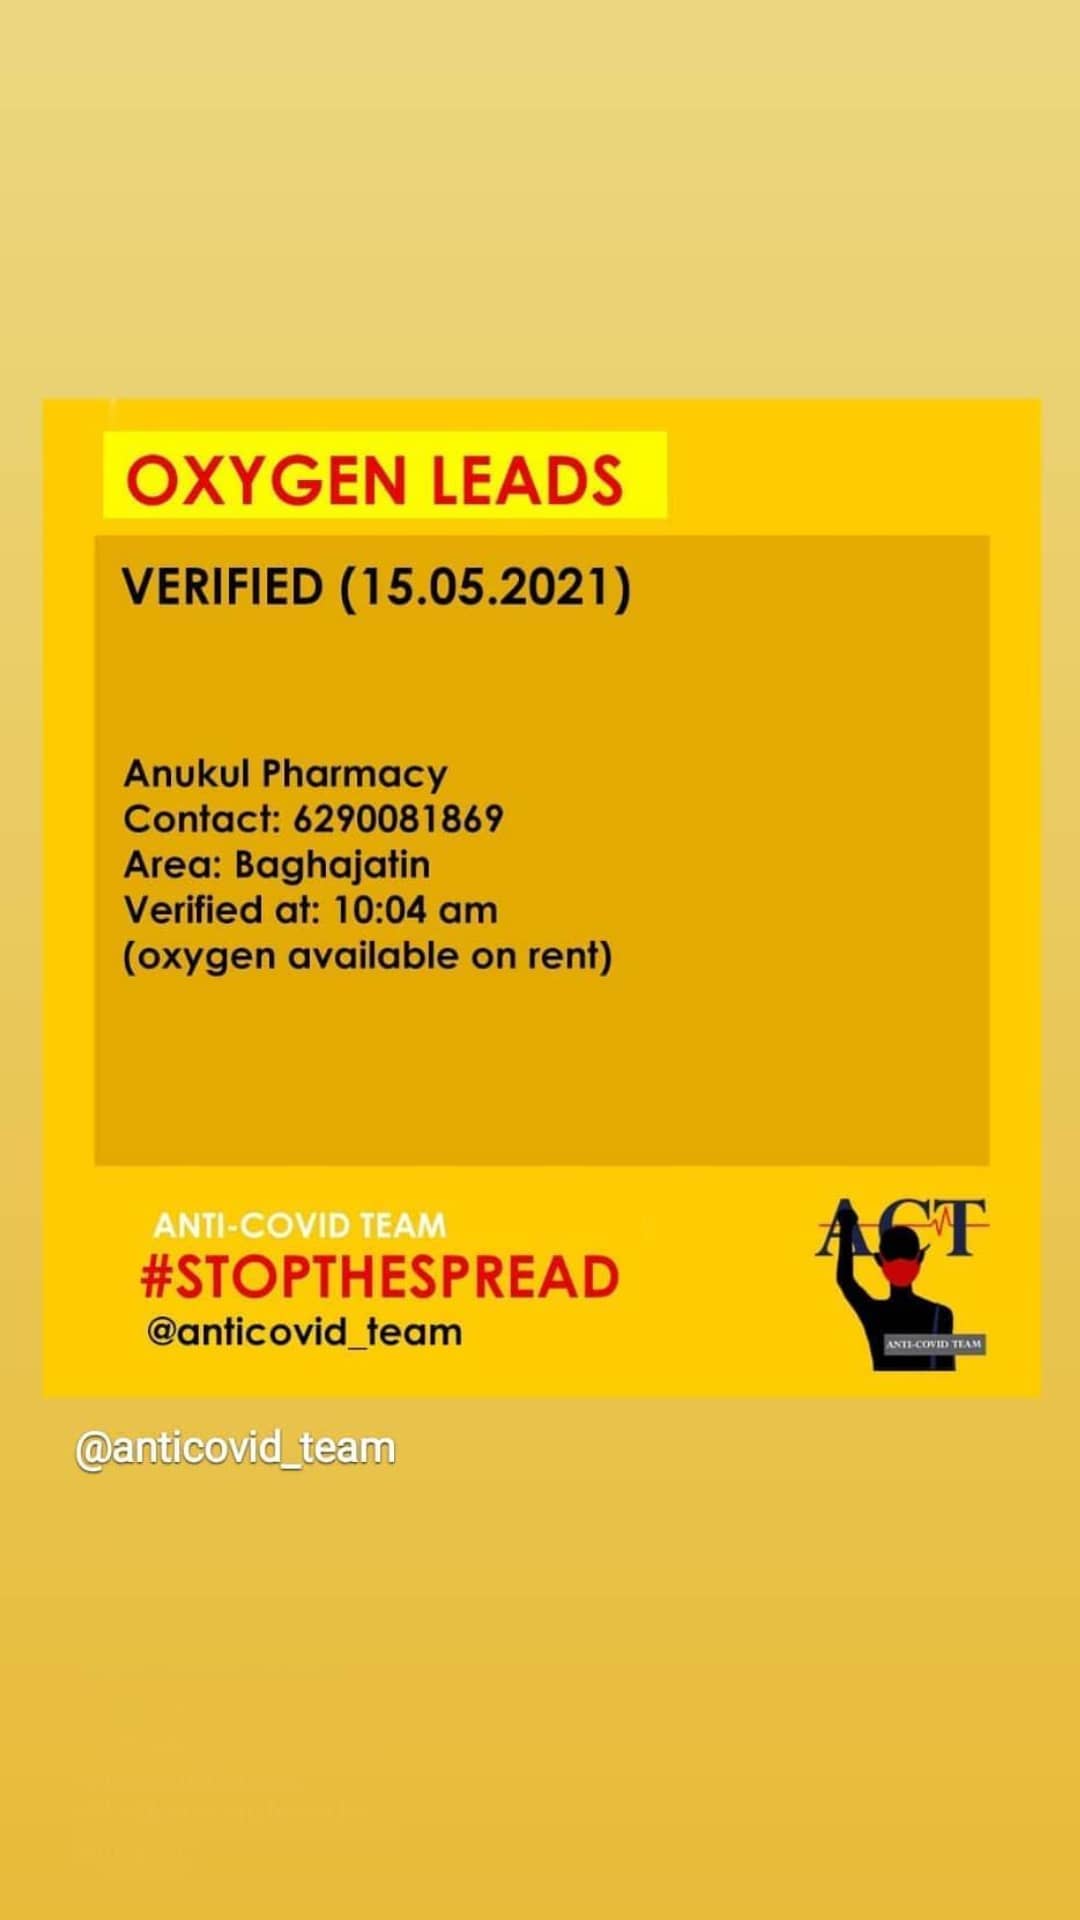 OXYGEN LEADS
VERIFIED (15.05.2021)
Anukul Pharmacy
Contact: 6290081869
Area: Baghajatin
Verified at: 10:04 am
(oxygen available on rent)
ANTI-COVID TEAM
#STOPTHESPREAD
@anticovid_team
ACT
ANTI-COVID TEAM
@anticovid_team